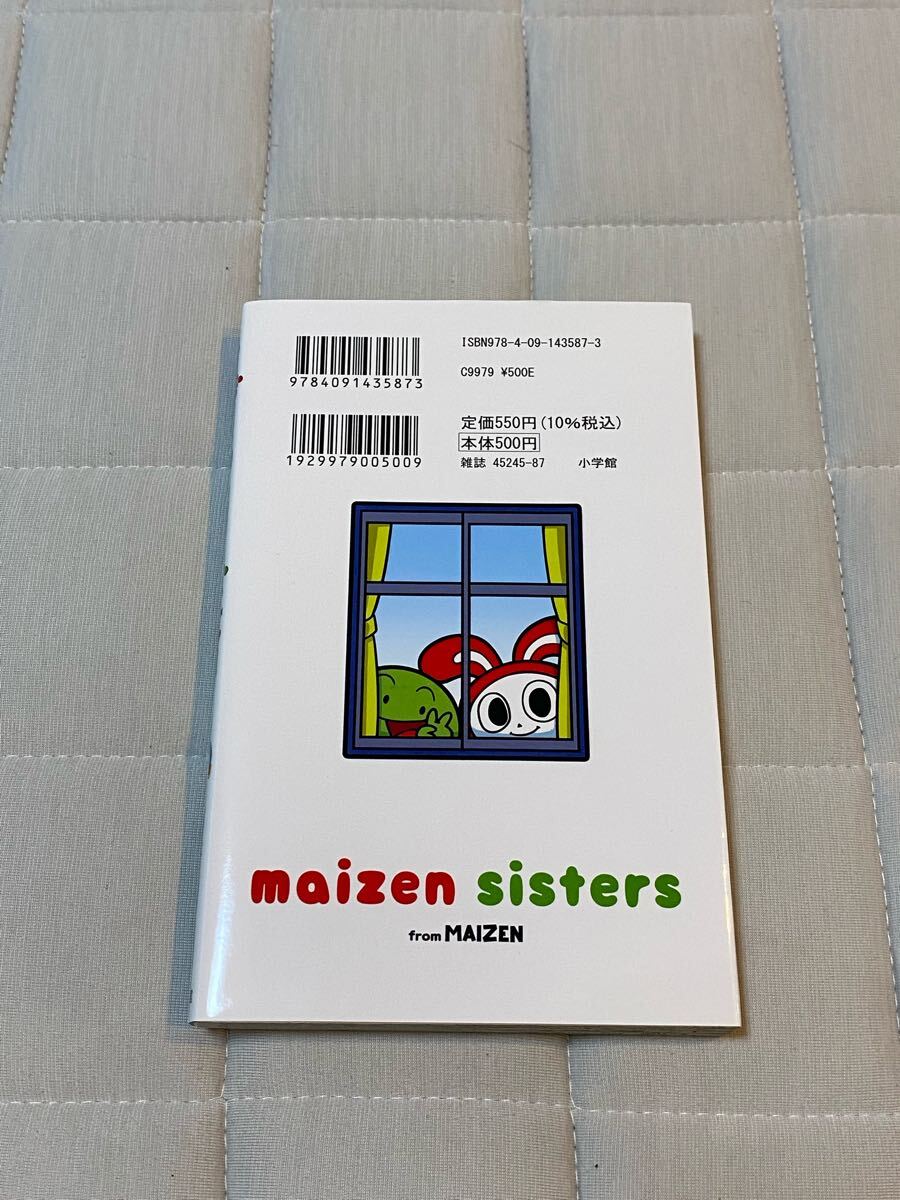 ISBN978-4-09-143587-3
9784091435873
C9979 ¥500E
定価550円(10%税込)
本体500円
1929979005009
雑誌 45245-87 小学館
maizen sisters
from MAIZEN